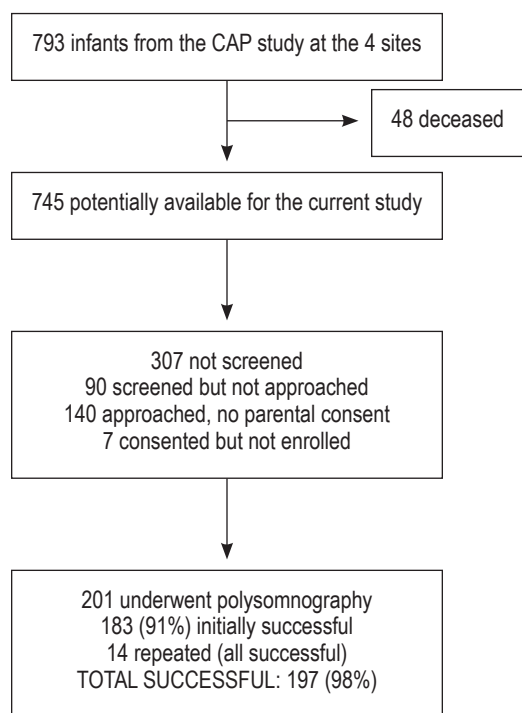 793 infants from the CAP study at the 4 sites
48 deceased
745 potentially available for the current study
307 not screened
90 screened but not approached
140 approached, no parental consent
7 consented but not enrolled
201 underwent polysomnography
183 (91%) initially successful
14 repeated (all successful)
TOTAL SUCCESSFUL: 197 (98%)